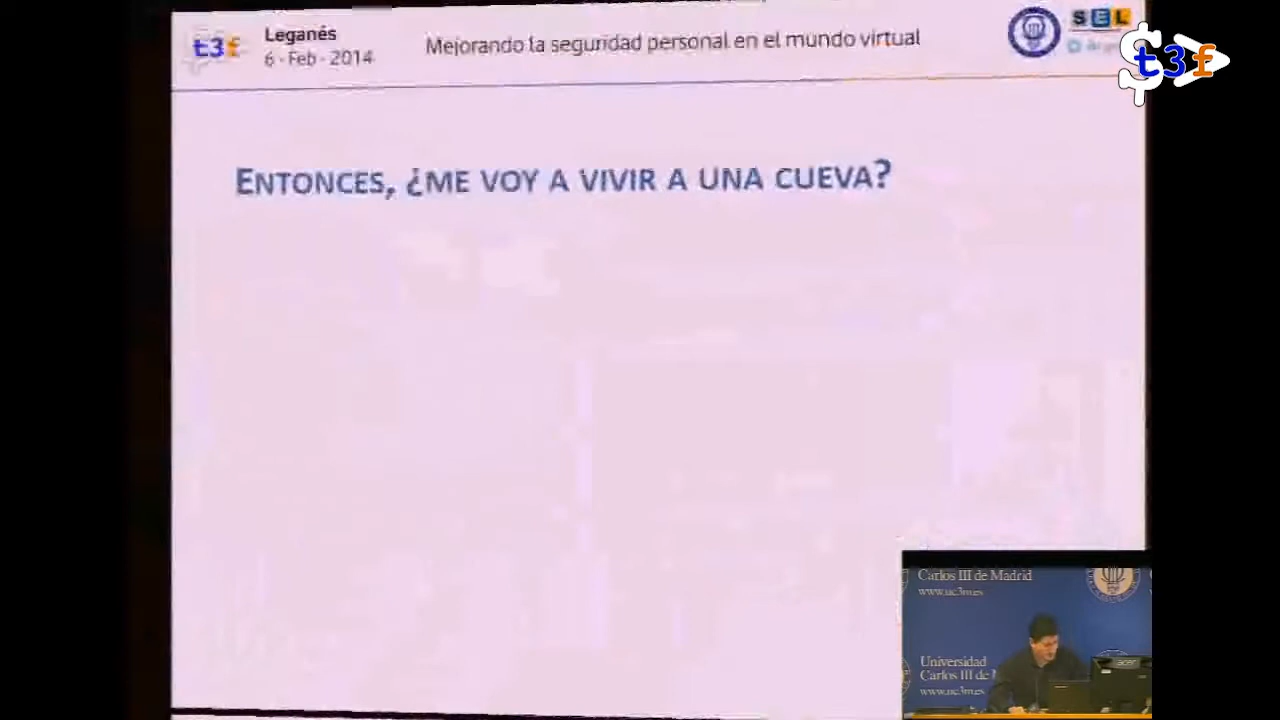 t3f
Leganés
6 - Feb - 2014
Mejorando la seguridad personal en el mundo virtual
SEL
$t3f
ENTONCES, ¿ME VOY A VIVIR A UNA CUEVA?
Carlos III de Madrid
www.uc3m.es
Universidad
Carlos III de
www.uc3m.es
acer